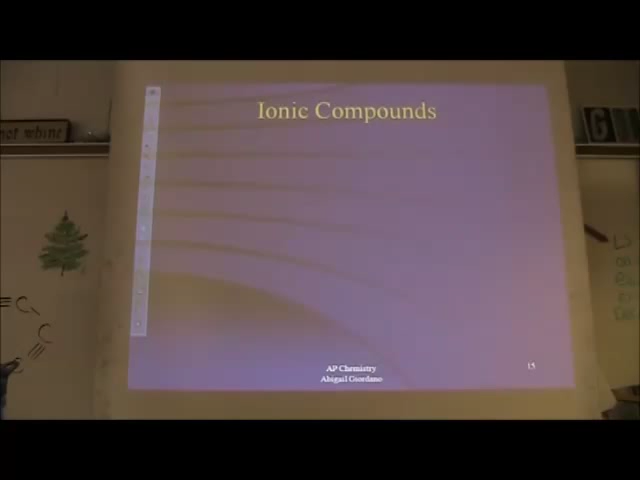 Ionic Compounds
not whine
G
AP Chemistry
Abigail Giordano
15